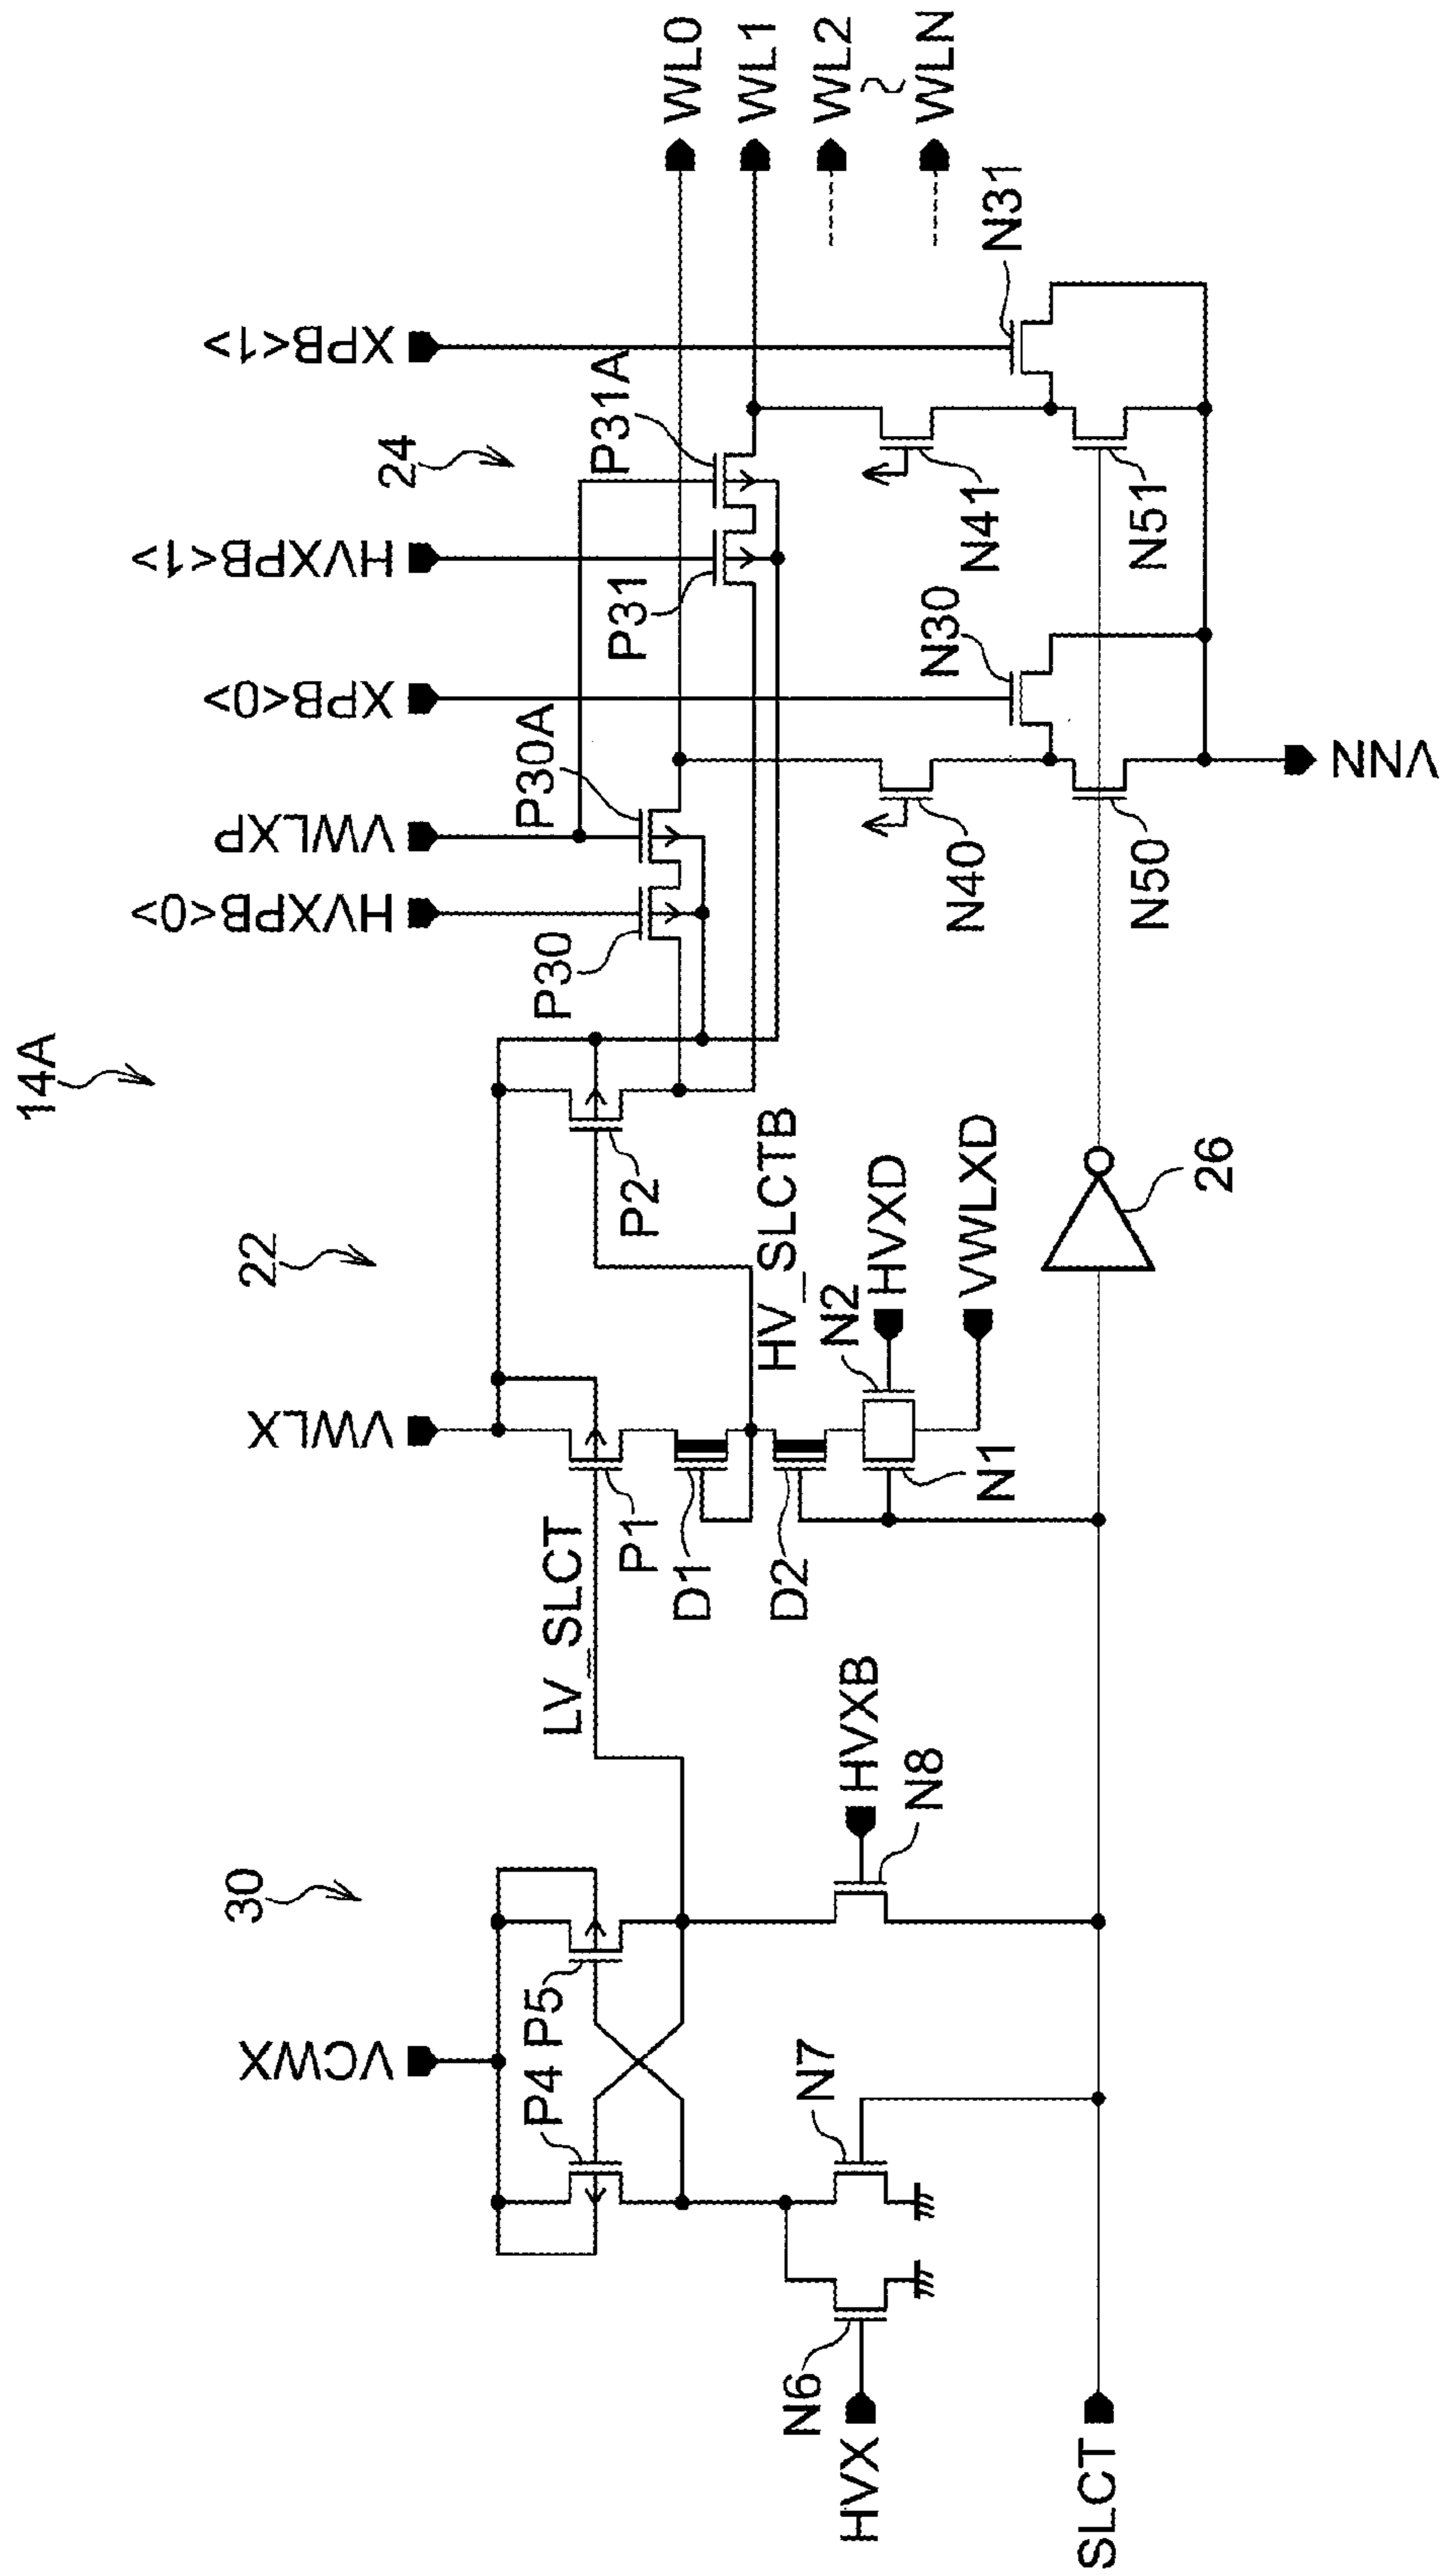 14A
30
22
24
VCWX
VWLX
HVXPB<0>
VWLXP
XPB<0>
HVXPB<1>
XPB<1>
P4
P5
LV_SLCT
P1
D1
D2
P2
HV_SLCTB
N2
HVXD
VWLXD
N1
P30
P30A
P31
P31A
WL0
WL1
WL2
WLN
N6
HVX
N7
HVXB
N8
N40
N30
N41
N31
N50
N51
26
SLCT
VNN